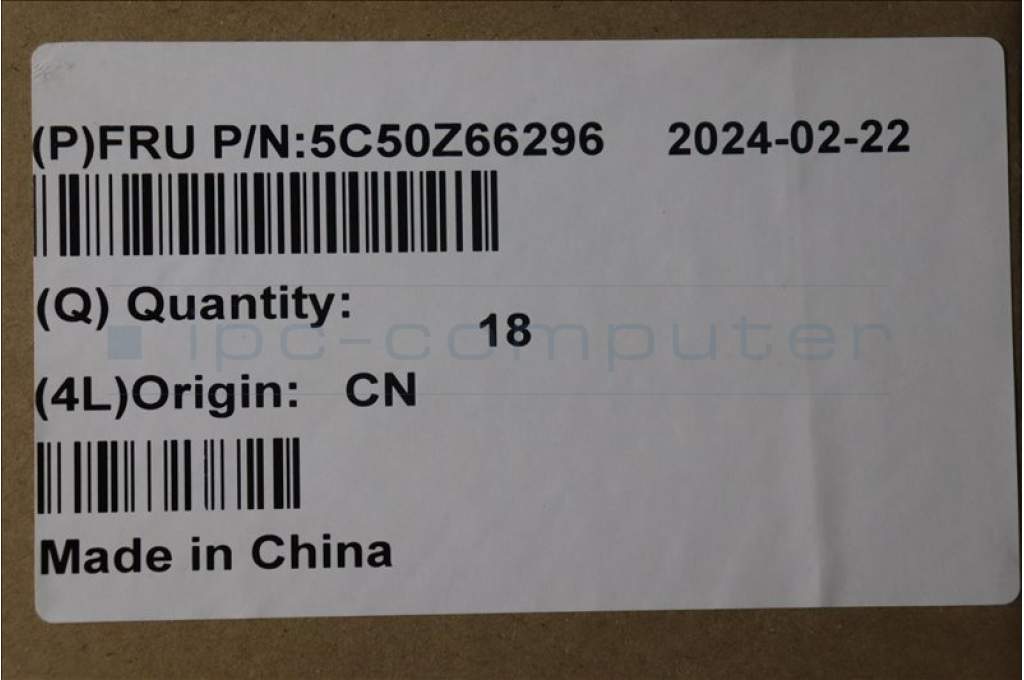 (P)FRU P/N:5C50Z66296 2024-02-22
(Q) Quantity: 18
ipc-computer
(4L)Origin: CN
Made in China